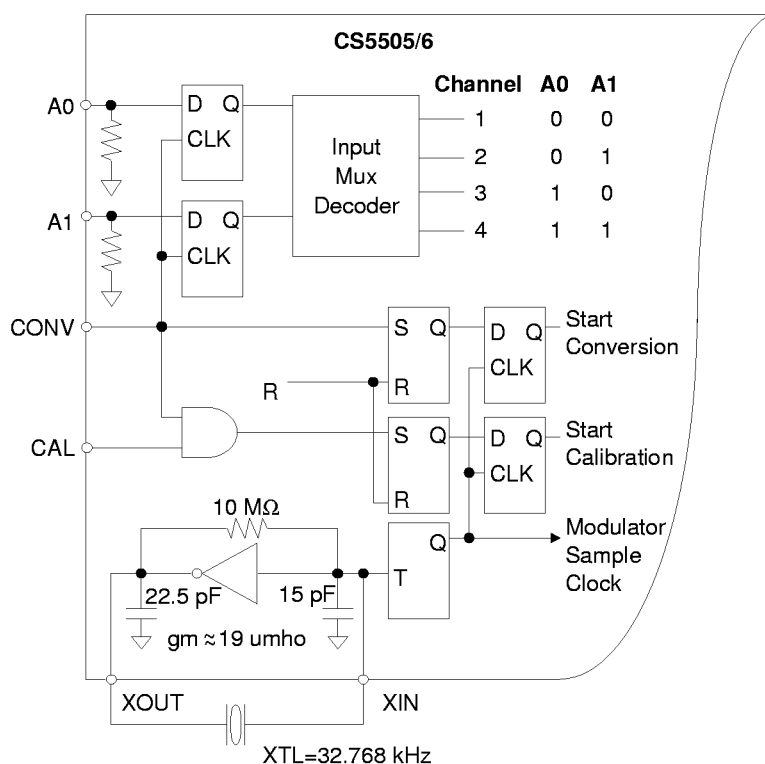 CS5505/6
Channel A0 A1
A0 D Q 1 0 0
CLK
Input
Mux
Decoder
2 0 1
3 1 0
A1 D Q
CLK
4 1 1
CONV S Q D Q Start
Conversion
CLK
R R
CAL S Q D Q Start
Calibration
CLK
R
10 MΩ
Q Modulator
Sample
Clock
T
22.5 pF 15 pF
gm ≈ 19 umho
XOUT XIN
XTL=32.768 kHz